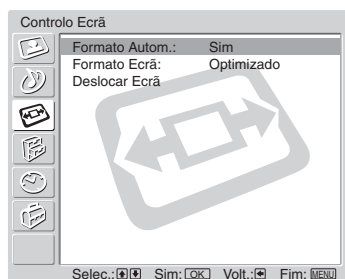 Controlo Ecrã
Formato Autom.: Sim
Formato Ecrã: Optimizado
Deslocar Ecrã
Selec.: Sim: OK Volt.: Fim: MENU